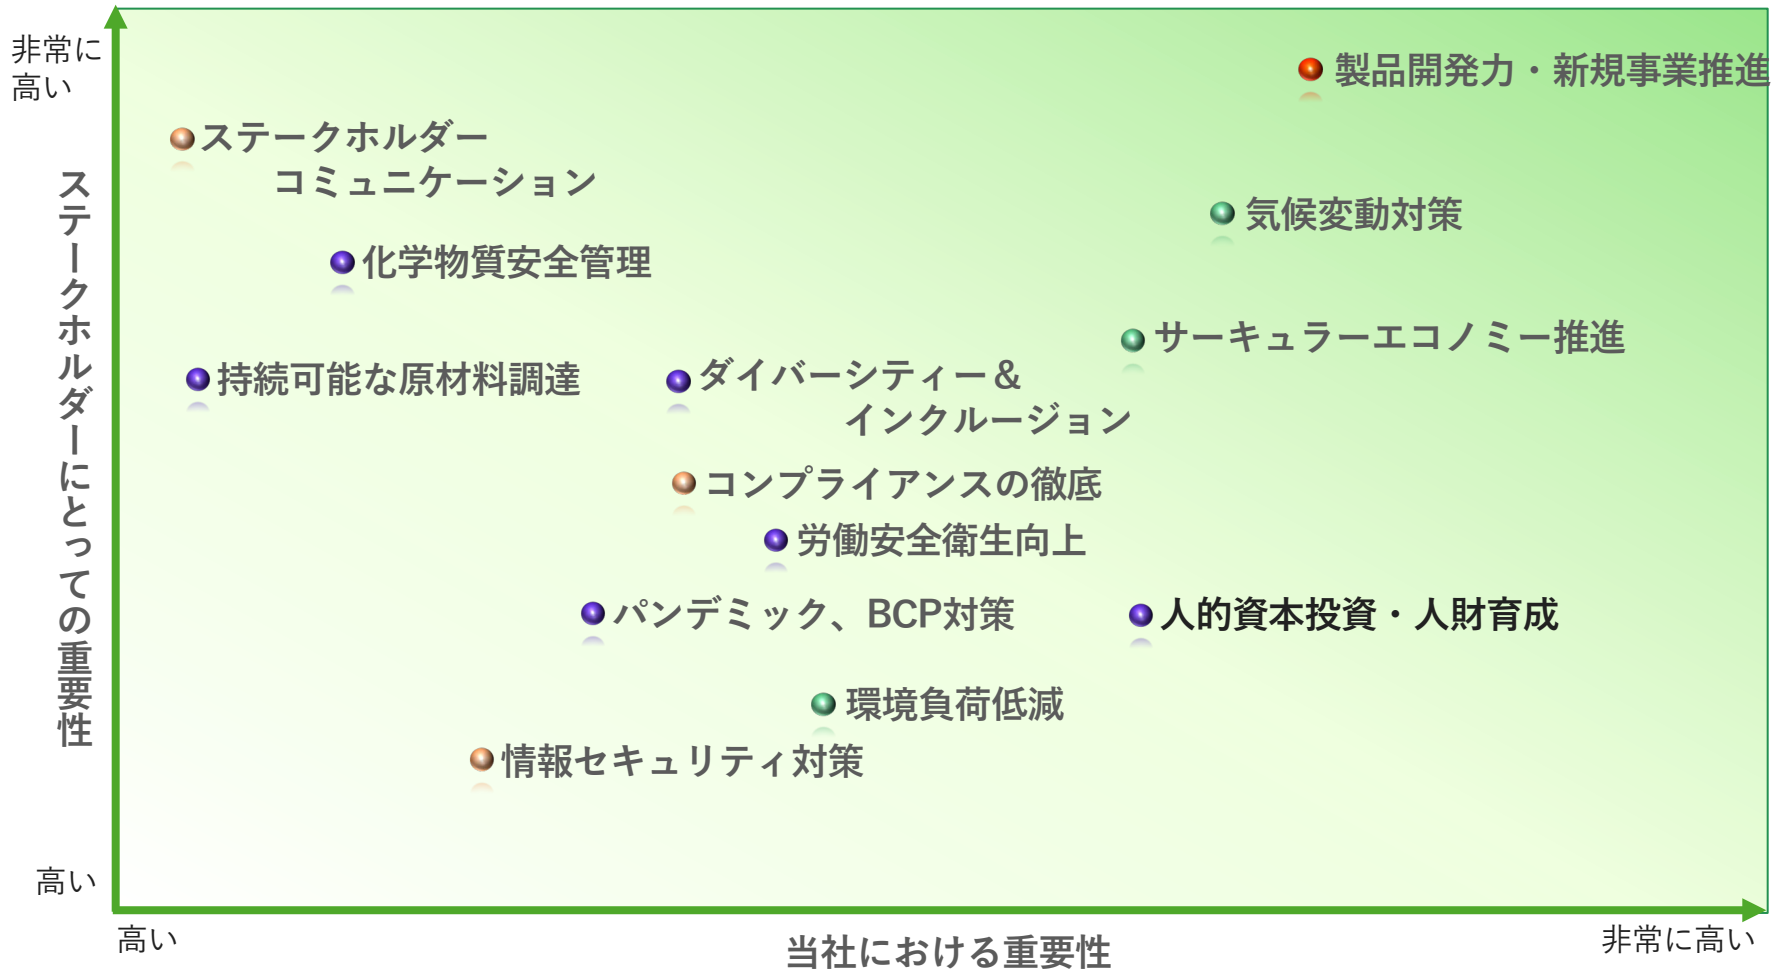 非常に
高い
製品開発力・新規事業推進
ステークホルダー
コミュニケーション
気候変動対策
化学物質安全管理
サーキュラーエコノミー推進
持続可能な原材料調達
ダイバーシティー＆
インクルージョン
コンプライアンスの徹底
労働安全衛生向上
パンデミック、BCP対策
人的資本投資・人財育成
環境負荷低減
情報セキュリティ対策
ステークホルダーにとっての重要性
高い
高い
当社における重要性
非常に高い